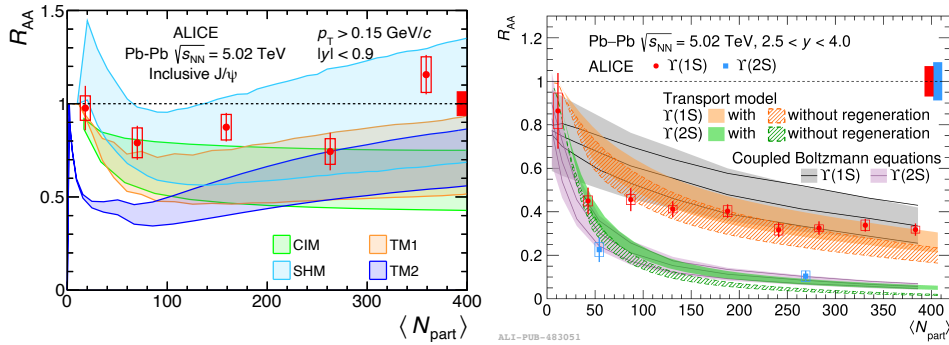 R_AA
ALICE
Pb-Pb √s_NN = 5.02 TeV
Inclusive J/ψ
p_T > 0.15 GeV/c
|y| < 0.9
1.5
1.0
0.5
0.0
CIM
TM1
SHM
TM2
0
100
200
300
400
⟨N_part⟩
R_AA
Pb–Pb √s_NN = 5.02 TeV, 2.5 < y < 4.0
ALICE
ϒ(1S)
ϒ(2S)
Transport model
ϒ(1S) with without regeneration
ϒ(2S) with without regeneration
Coupled Boltzmann equations
ϒ(1S)
ϒ(2S)
1.2
1
0.8
0.6
0.4
0.2
0
0 50 100 150 200 250 300 350 400
⟨N_part⟩
ALI-PUB-483051